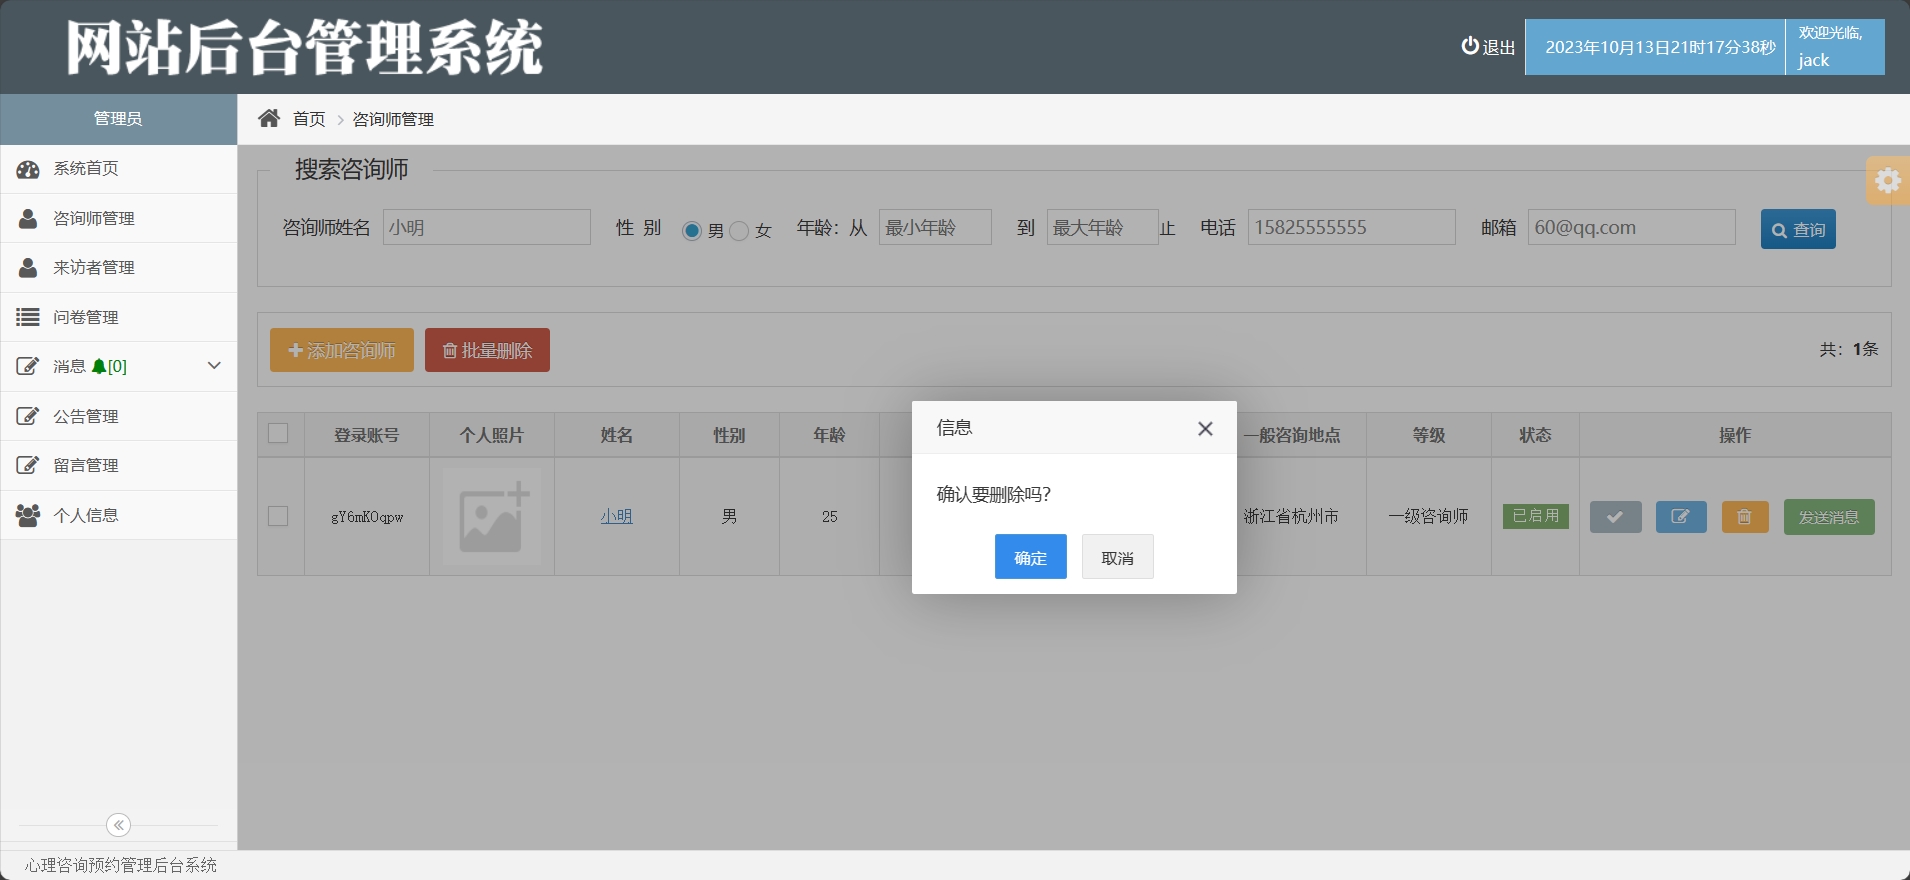 网站后台管理系统
退出
2023年10月13日21时17分38秒
欢迎光临,
jack
管理员
首页
咨询师管理
系统首页
咨询师管理
来访者管理
问卷管理
消息 [0]
公告管理
留言管理
个人信息
心理咨询预约管理后台系统
搜索咨询师
咨询师姓名 小明 性 别 男 女 年龄：从 最小年龄 到 最大年龄 止 电话 15825555555 邮箱 60@qq.com 查询
添加咨询师 批量删除 共：1条
登录账号 个人照片 姓名 性别 年龄 一般咨询地点 等级 状态 操作
gY6mKOqpw 小明 男 25 浙江省杭州市 一级咨询师 已启用 发送消息
信息
确认要删除吗？
确定 取消